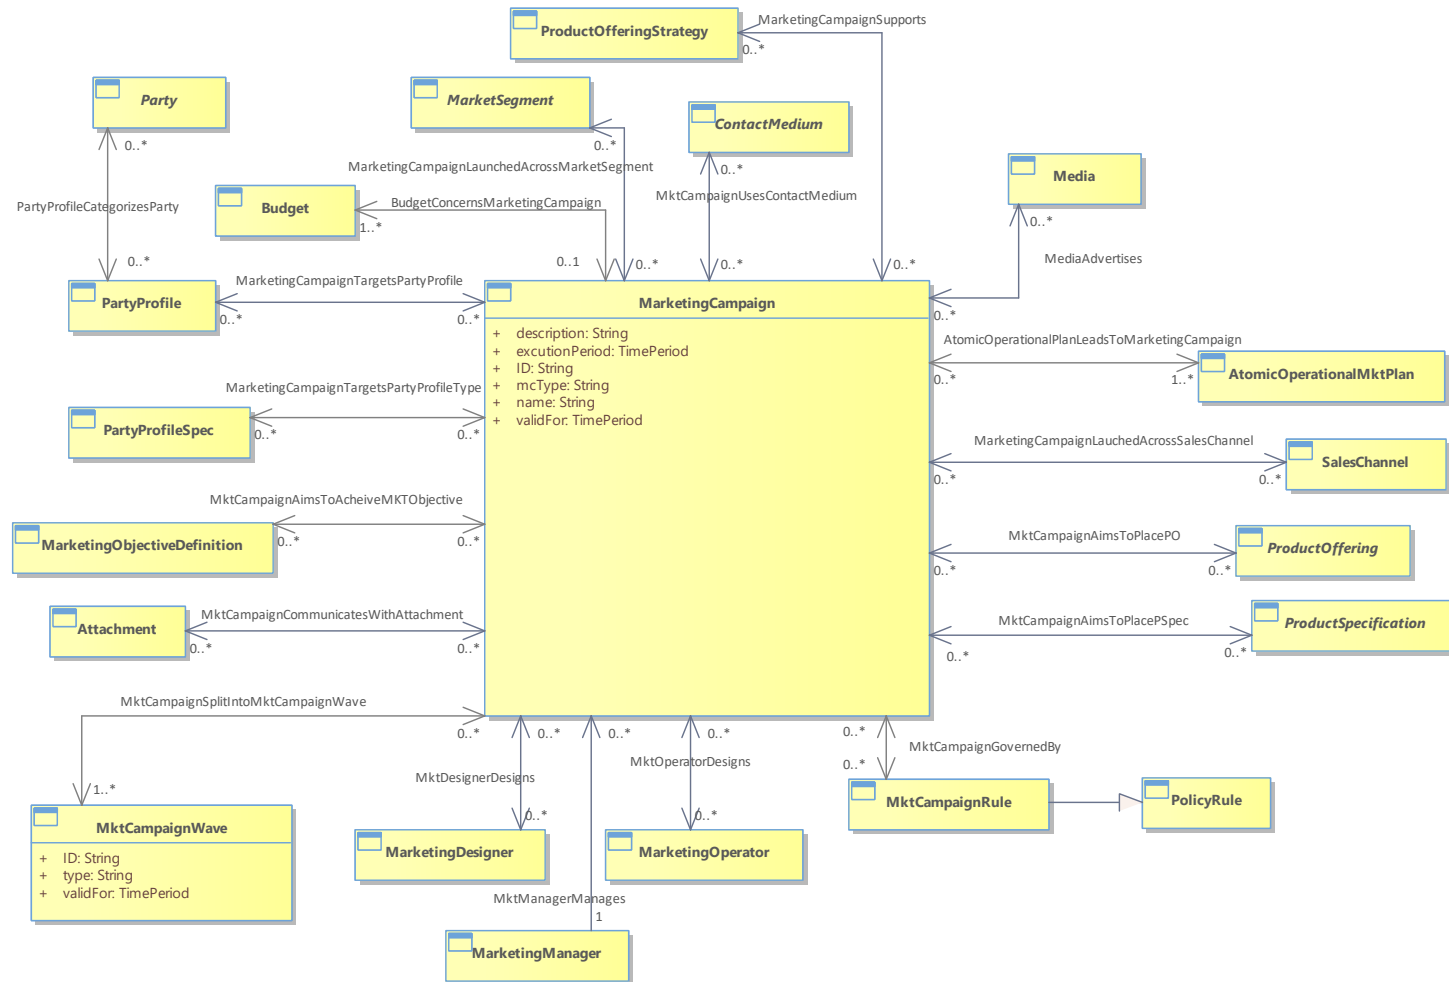 MarketingCampaignSupports
ProductOfferingStrategy
0..*
Party
MarketSegment
ContactMedium
0..*
0..*
MarketingCampaignLaunchedAcrossMarketSegment
0..*
Media
PartyProfileCategorizesParty
Budget
BudgetConcernsMarketingCampaign
MktCampaignUsesContactMedium
1..*
0..*
MediaAdvertises
0..*
0..1
0..*
0..*
0..*
MarketingCampaignTargetsPartyProfile
PartyProfile
0..*
0..*
MarketingCampaign
0..*
+ description: String
+ excutionPeriod: TimePeriod
+ ID: String
+ mcType: String
+ name: String
+ validFor: TimePeriod
AtomicOperationalPlanLeadsToMarketingCampaign
0..*
1..*
AtomicOperationalMktPlan
MarketingCampaignTargetsPartyProfileType
PartyProfileSpec
0..*
0..*
MarketingCampaignLauchedAcrossSalesChannel
SalesChannel
0..*
0..*
MktCampaignAimsToAcheiveMKTObjective
MarketingObjectiveDefinition
0..*
0..*
MktCampaignAimsToPlacePO
ProductOffering
0..*
0..*
MktCampaignCommunicatesWithAttachment
Attachment
0..*
0..*
MktCampaignAimsToPlacePSpec
ProductSpecification
0..*
0..*
MktCampaignSplitIntoMktCampaignWave
0..*
0..*
0..*
0..*
0..*
MktCampaignGovernedBy
0..*
MktDesignerDesigns
MktOperatorDesigns
1..*
0..*
0..*
MktCampaignWave
+ ID: String
+ type: String
+ validFor: TimePeriod
MarketingDesigner
MarketingOperator
MktCampaignRule
PolicyRule
MktManagerManages
1
MarketingManager